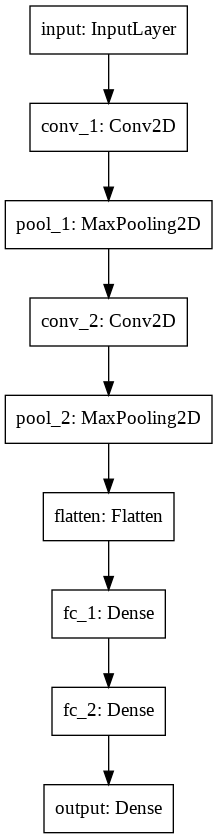 input: InputLayer
conv_1: Conv2D
pool_1: MaxPooling2D
conv_2: Conv2D
pool_2: MaxPooling2D
flatten: Flatten
fc_1: Dense
fc_2: Dense
output: Dense